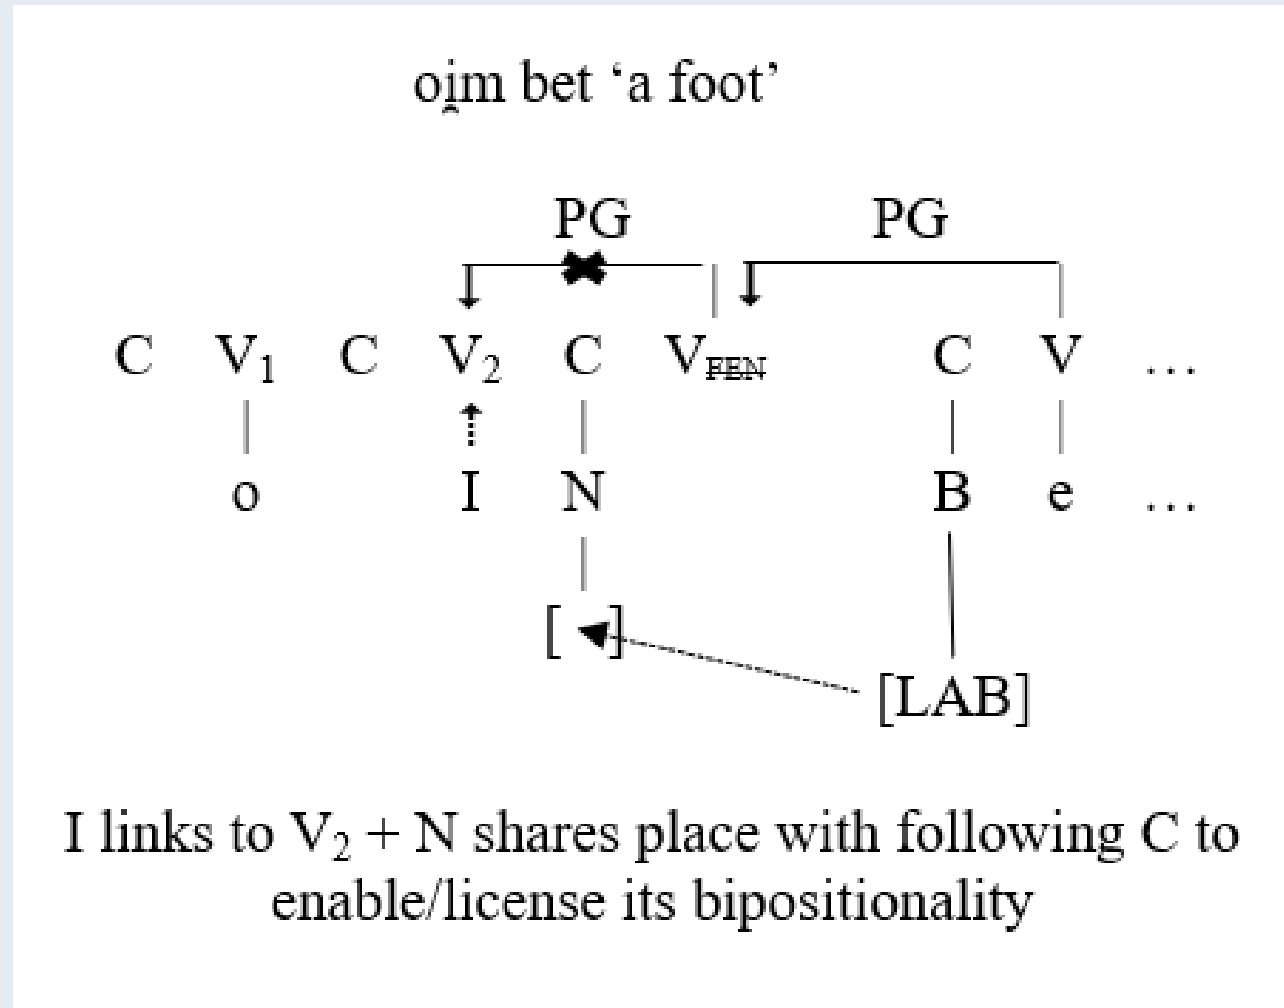 oi̯m bet ‘a foot’
PG PG
C V₁ C V₂ C V_F̶E̶N̶ C V ...
o I N B e ...
[ ]
[LAB]
I links to V₂ + N shares place with following C to
enable/license its bipositionality